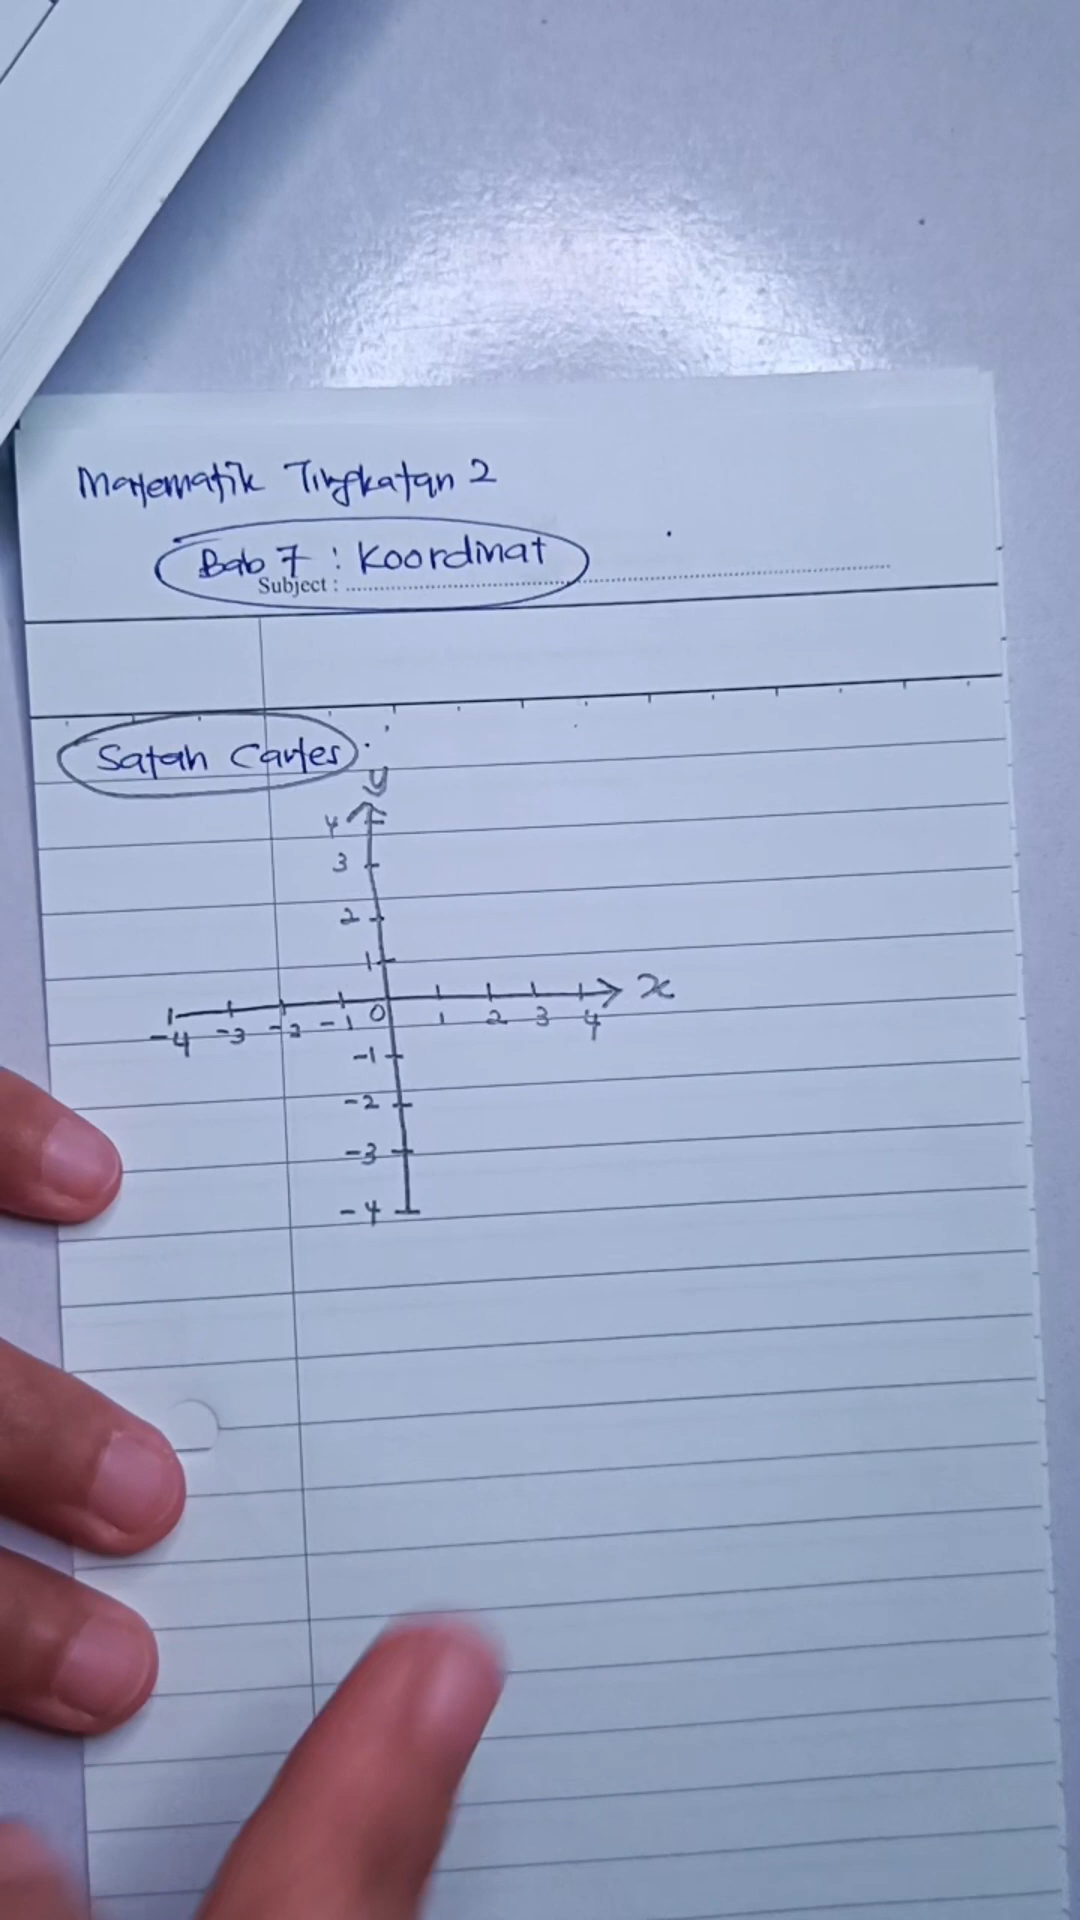 Matematik Tingkatan 2
Bab 7 : Koordinat
Subject : ..........
Satah Cartes :
y
4
3
2
1
x
-4 -3 -2 -1 0 1 2 3 4
-1
-2
-3
-4